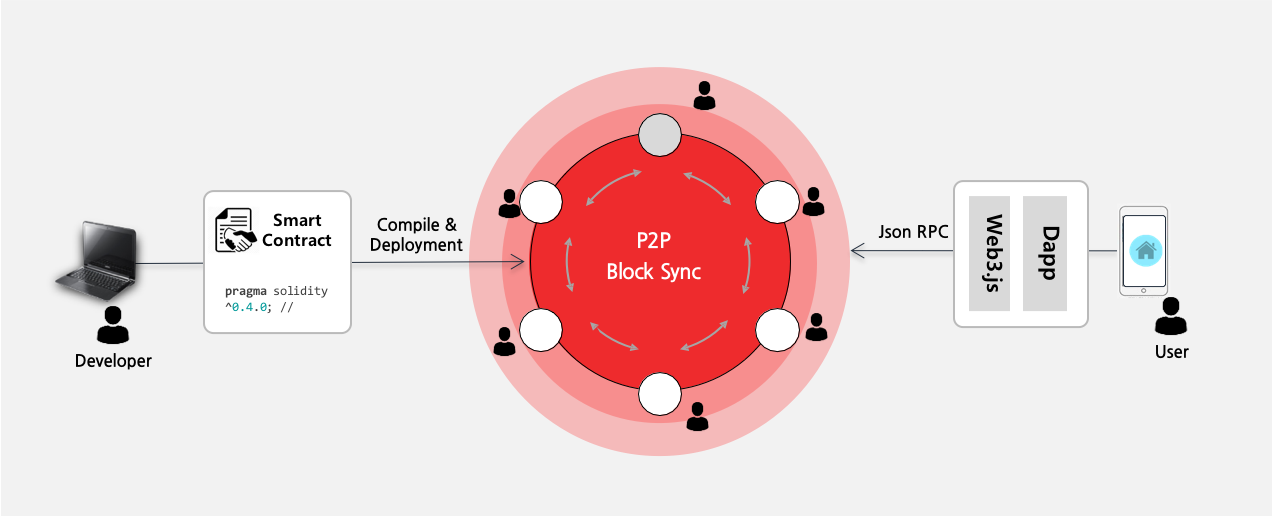 Developer
Smart
Contract
pragma solidity
^0.4.0; //
Compile &
Deployment
P2P
Block Sync
Json RPC
Web3.js
Dapp
User